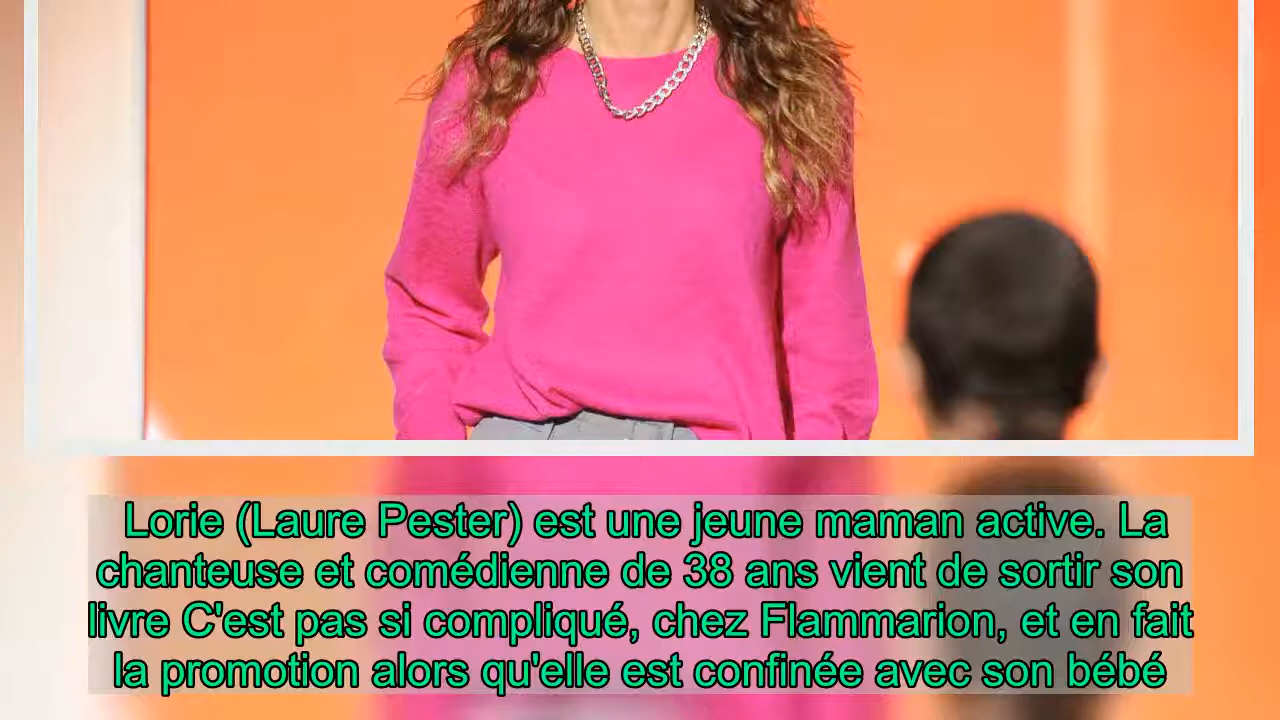 Lorie (Laure Pester) est une jeune maman active. La
chanteuse et comédienne de 38 ans vient de sortir son
livre C'est pas si compliqué, chez Flammarion, et en fait
la promotion alors qu'elle est confinée avec son bébé